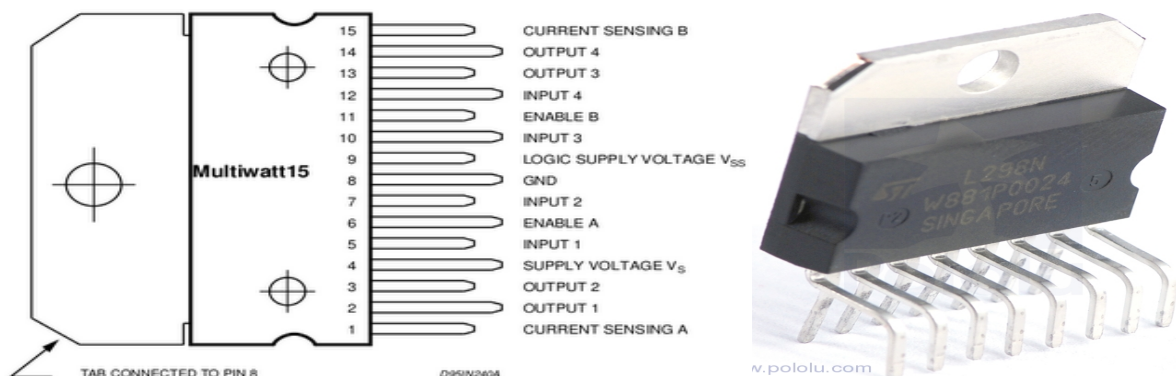 15 CURRENT SENSING B
14 OUTPUT 4
13 OUTPUT 3
12 INPUT 4
11 ENABLE B
10 INPUT 3
9 LOGIC SUPPLY VOLTAGE VSS
8 GND
7 INPUT 2
6 ENABLE A
5 INPUT 1
4 SUPPLY VOLTAGE VS
3 OUTPUT 2
2 OUTPUT 1
1 CURRENT SENSING A
Multiwatt15
TAB CONNECTED TO PIN 8
D95IN240A
ST
L298N
W881P0024
SINGAPORE
w.pololu.com